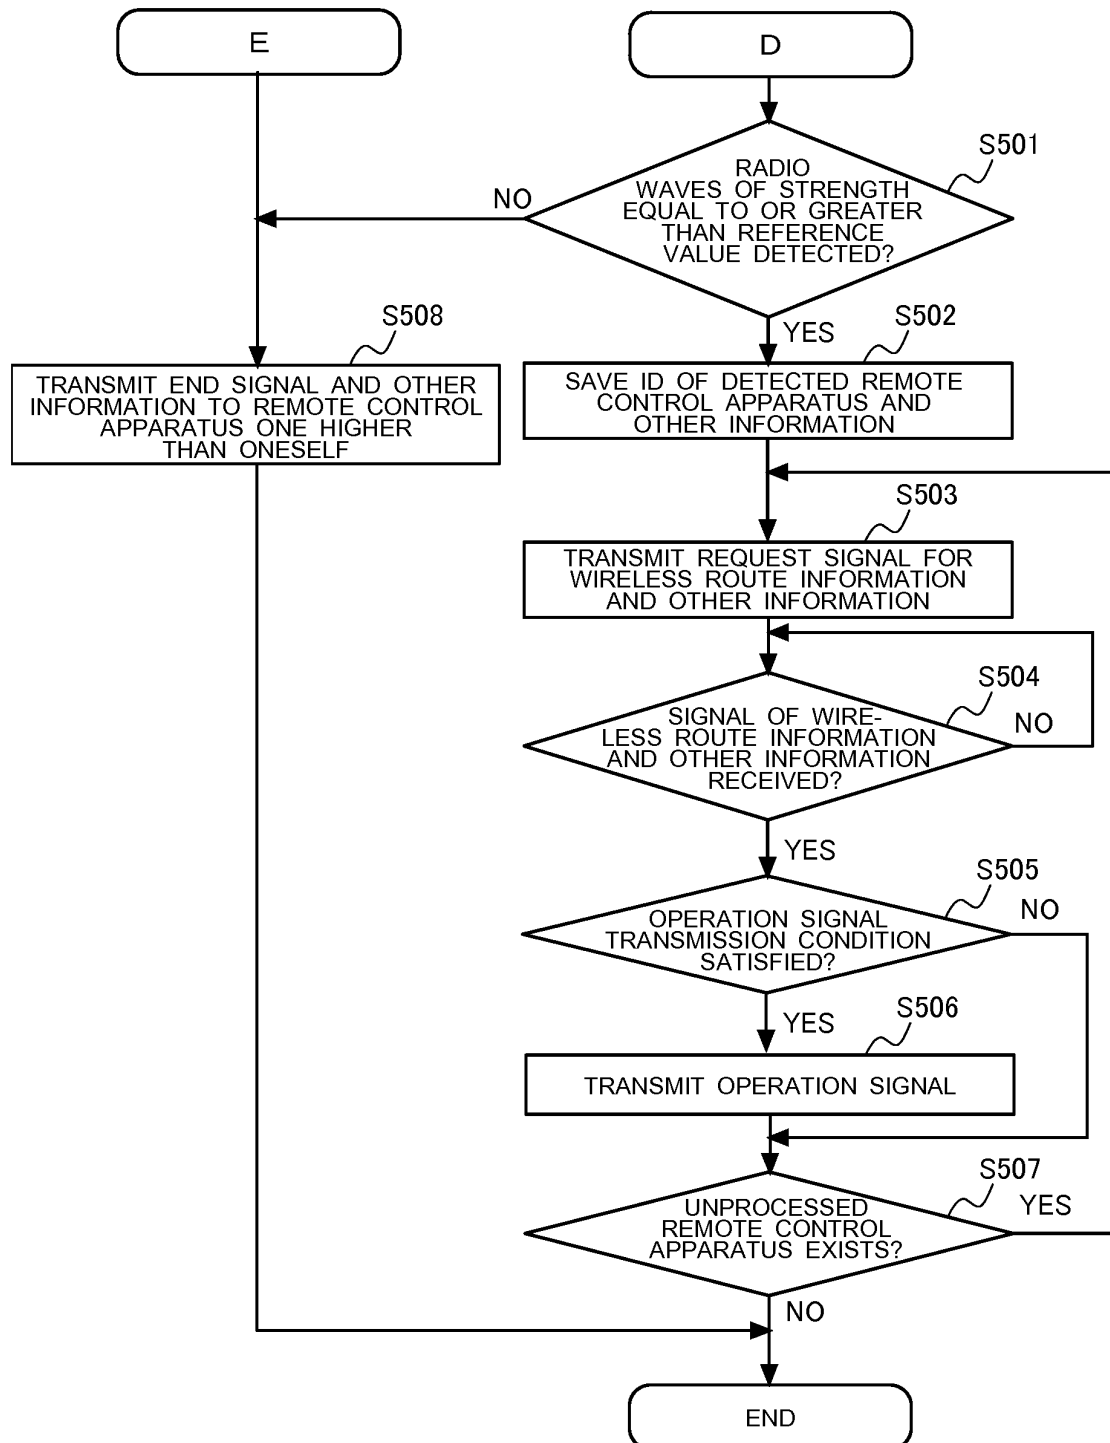 E
D
S501
RADIO
WAVES OF STRENGTH
EQUAL TO OR GREATER
THAN REFERENCE
VALUE DETECTED?
NO
YES
S508
TRANSMIT END SIGNAL AND OTHER
INFORMATION TO REMOTE CONTROL
APPARATUS ONE HIGHER
THAN ONESELF
S502
SAVE ID OF DETECTED REMOTE
CONTROL APPARATUS AND
OTHER INFORMATION
S503
TRANSMIT REQUEST SIGNAL FOR
WIRELESS ROUTE INFORMATION
AND OTHER INFORMATION
S504
SIGNAL OF WIRE-
LESS ROUTE INFORMATION
AND OTHER INFORMATION
RECEIVED?
NO
YES
S505
OPERATION SIGNAL
TRANSMISSION CONDITION
SATISFIED?
NO
YES
S506
TRANSMIT OPERATION SIGNAL
S507
UNPROCESSED
REMOTE CONTROL
APPARATUS EXISTS?
YES
NO
END